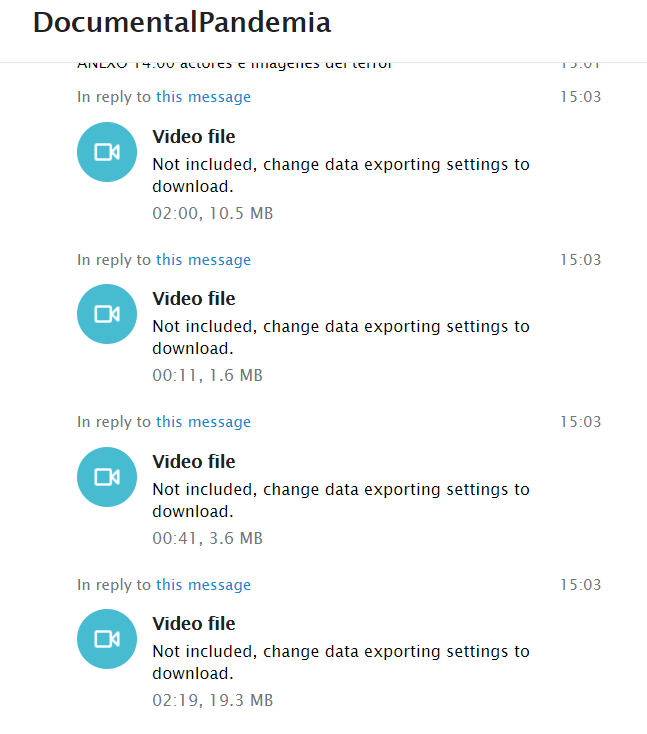 DocumentalPandemia
ANEXO 14:00 actores e imágenes del terror 15:01
In reply to this message 15:03
Video file
Not included, change data exporting settings to
download.
02:00, 10.5 MB
In reply to this message 15:03
Video file
Not included, change data exporting settings to
download.
00:11, 1.6 MB
In reply to this message 15:03
Video file
Not included, change data exporting settings to
download.
00:41, 3.6 MB
In reply to this message 15:03
Video file
Not included, change data exporting settings to
download.
02:19, 19.3 MB